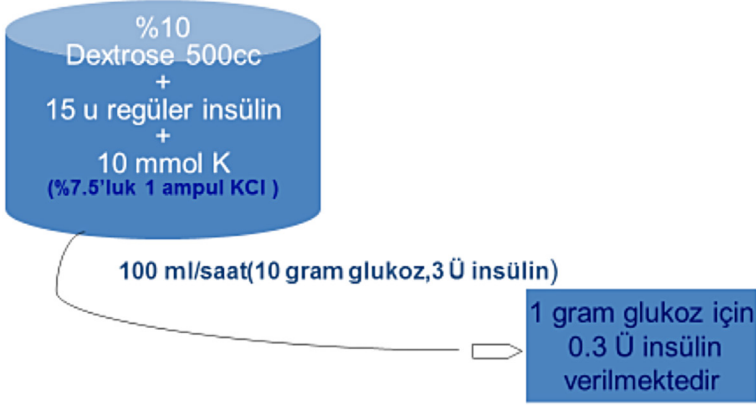 %10
Dextrose 500cc
+
15 u regüler insülin
+
10 mmol K
(%7.5'luk 1 ampul KCl )
100 ml/saat(10 gram glukoz,3 Ü insülin)
1 gram glukoz için
0.3 Ü insülin
verilmektedir